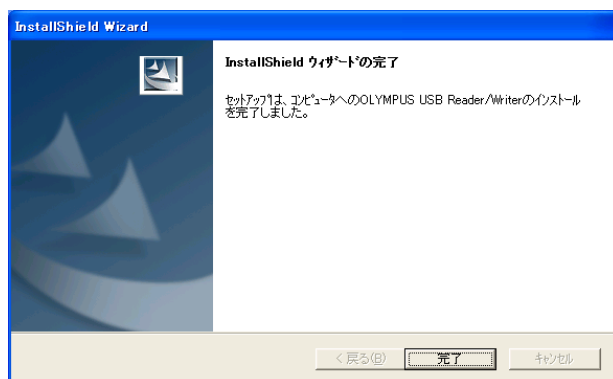 InstallShield Wizard
InstallShield ウィザードの完了
セットアップは、コンピュータへのOLYMPUS USB Reader/Writerのインストール
を完了しました。
< 戻る(B)
完了
キャンセル